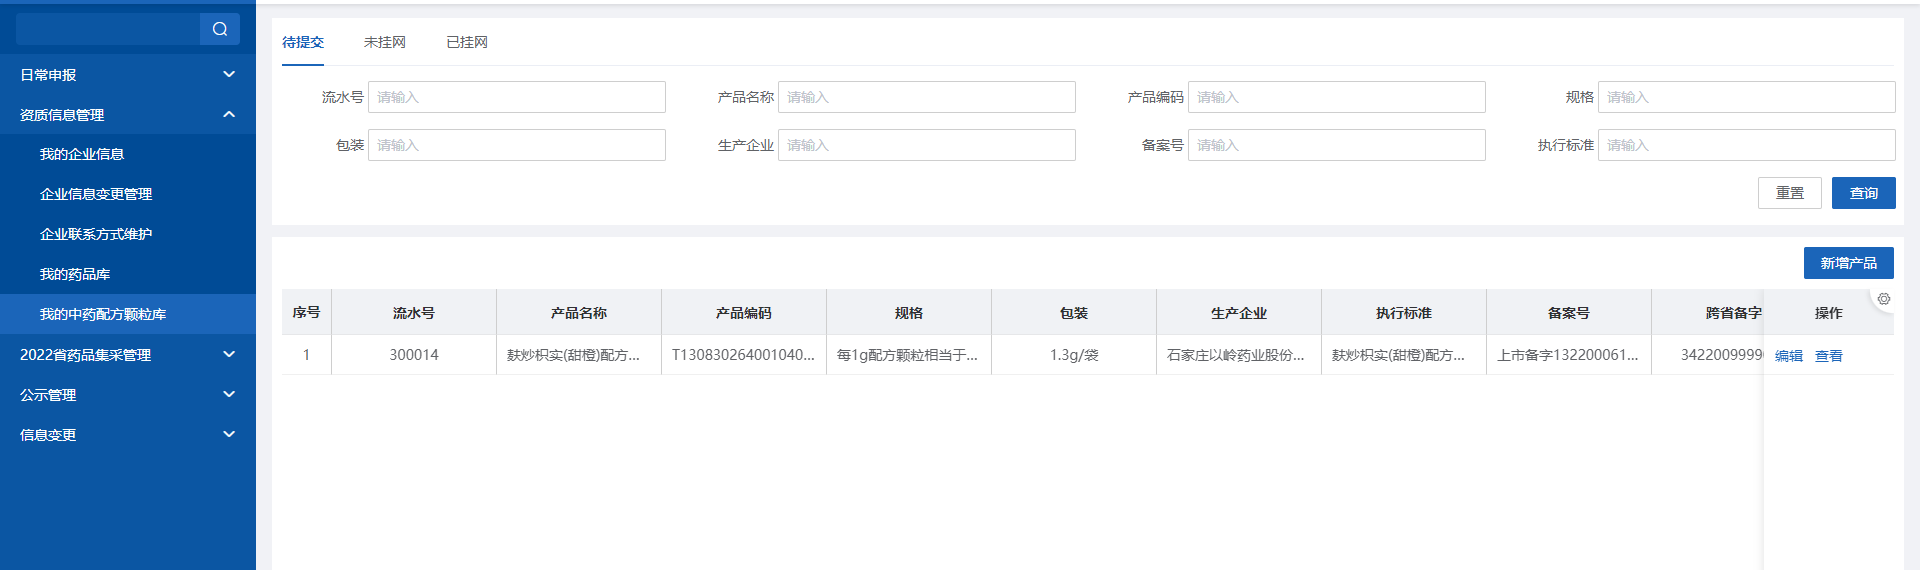 日常申报
资质信息管理
我的企业信息
企业信息变更管理
企业联系方式维护
我的药品库
我的中药配方颗粒库
2022省药品集采管理
公示管理
信息变更
待提交 未挂网 已挂网
流水号 请输入 产品名称 请输入 产品编码 请输入 规格 请输入
包装 请输入 生产企业 请输入 备案号 请输入 执行标准 请输入
重置 查询
新增产品
序号 流水号 产品名称 产品编码 规格 包装 生产企业 执行标准 备案号 跨省备字 操作
1 300014 麸炒枳实(甜橙)配方... T130830264001040... 每1g配方颗粒相当于... 1.3g/袋 石家庄以岭药业股份... 麸炒枳实(甜橙)配方... 上市备字132200061... 3422009999 编辑 查看